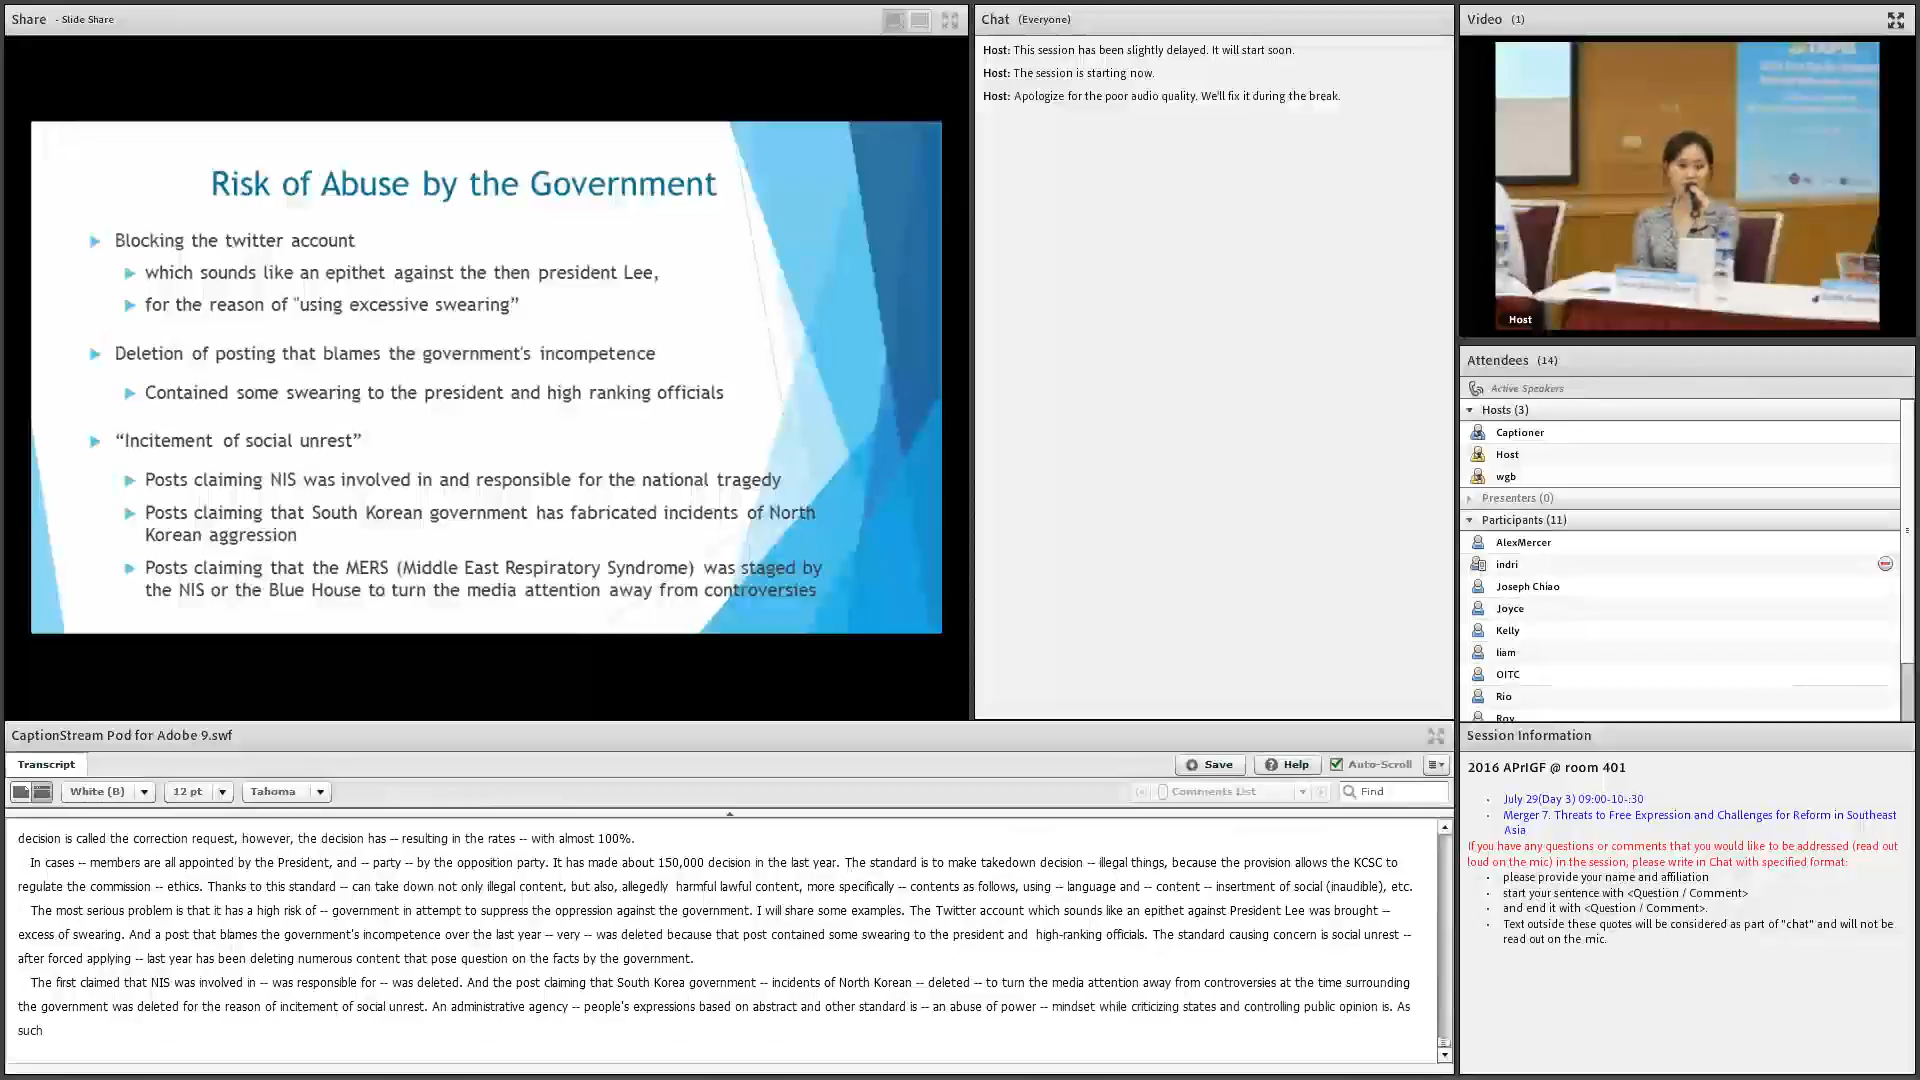 Share - Slide Share
Risk of Abuse by the Government
Blocking the twitter account
which sounds like an epithet against the then president Lee,
for the reason of "using excessive swearing”
Deletion of posting that blames the government's incompetence
Contained some swearing to the president and high ranking officials
“Incitement of social unrest”
Posts claiming NIS was involved in and responsible for the national tragedy
Posts claiming that South Korean government has fabricated incidents of North
Korean aggression
Posts claiming that the MERS (Middle East Respiratory Syndrome) was staged by
the NIS or the Blue House to turn the media attention away from controversies
Chat (Everyone)
Host: This session has been slightly delayed. It will start soon.
Host: The session is starting now.
Host: Apologize for the poor audio quality. We'll fix it during the break.
Video (1)
Host
Attendees (14)
Active Speakers
Hosts (3)
Captioner
Host
wgb
Presenters (0)
Participants (11)
AlexMercer
indri
Joseph Chiao
Joyce
Kelly
liam
OITC
Rio
Roy
CaptionStream Pod for Adobe 9.swf
Transcript
Save
Help
Auto-Scroll
White (B)
12 pt
Tahoma
Comments List
Find
decision is called the correction request, however, the decision has -- resulting in the rates -- with almost 100%.
In cases -- members are all appointed by the President, and -- party -- by the opposition party. It has made about 150,000 decision in the last year. The standard is to make takedown decision -- illegal things, because the provision allows the KCSC to
regulate the commission -- ethics. Thanks to this standard -- can take down not only illegal content, but also, allegedly harmful lawful content, more specifically -- contents as follows, using -- language and -- content -- insertment of social (inaudible), etc.
The most serious problem is that it has a high risk of -- government in attempt to suppress the oppression against the government. I will share some examples. The Twitter account which sounds like an epithet against President Lee was brought --
excess of swearing. And a post that blames the government's incompetence over the last year -- very -- was deleted because that post contained some swearing to the president and high-ranking officials. The standard causing concern is social unrest --
after forced applying -- last year has been deleting numerous content that pose question on the facts by the government.
The first claimed that NIS was involved in -- was responsible for -- was deleted. And the post claiming that South Korea government -- incidents of North Korean -- deleted -- to turn the media attention away from controversies at the time surrounding
the government was deleted for the reason of incitement of social unrest. An administrative agency -- people's expressions based on abstract and other standard is -- an abuse of power -- mindset while criticizing states and controlling public opinion is. As
such
Session Information
2016 APrIGF @ room 401
July 29(Day 3) 09:00-10-:30
Merger 7. Threats to Free Expression and Challenges for Reform in Southeast
Asia
If you have any questions or comments that you would like to be addressed (read out
loud on the mic) in the session, please write in Chat with specified format:
please provide your name and affiliation
start your sentence with <Question / Comment>
and end it with <Question / Comment>.
Text outside these quotes will be considered as part of "chat" and will not be
read out on the mic.